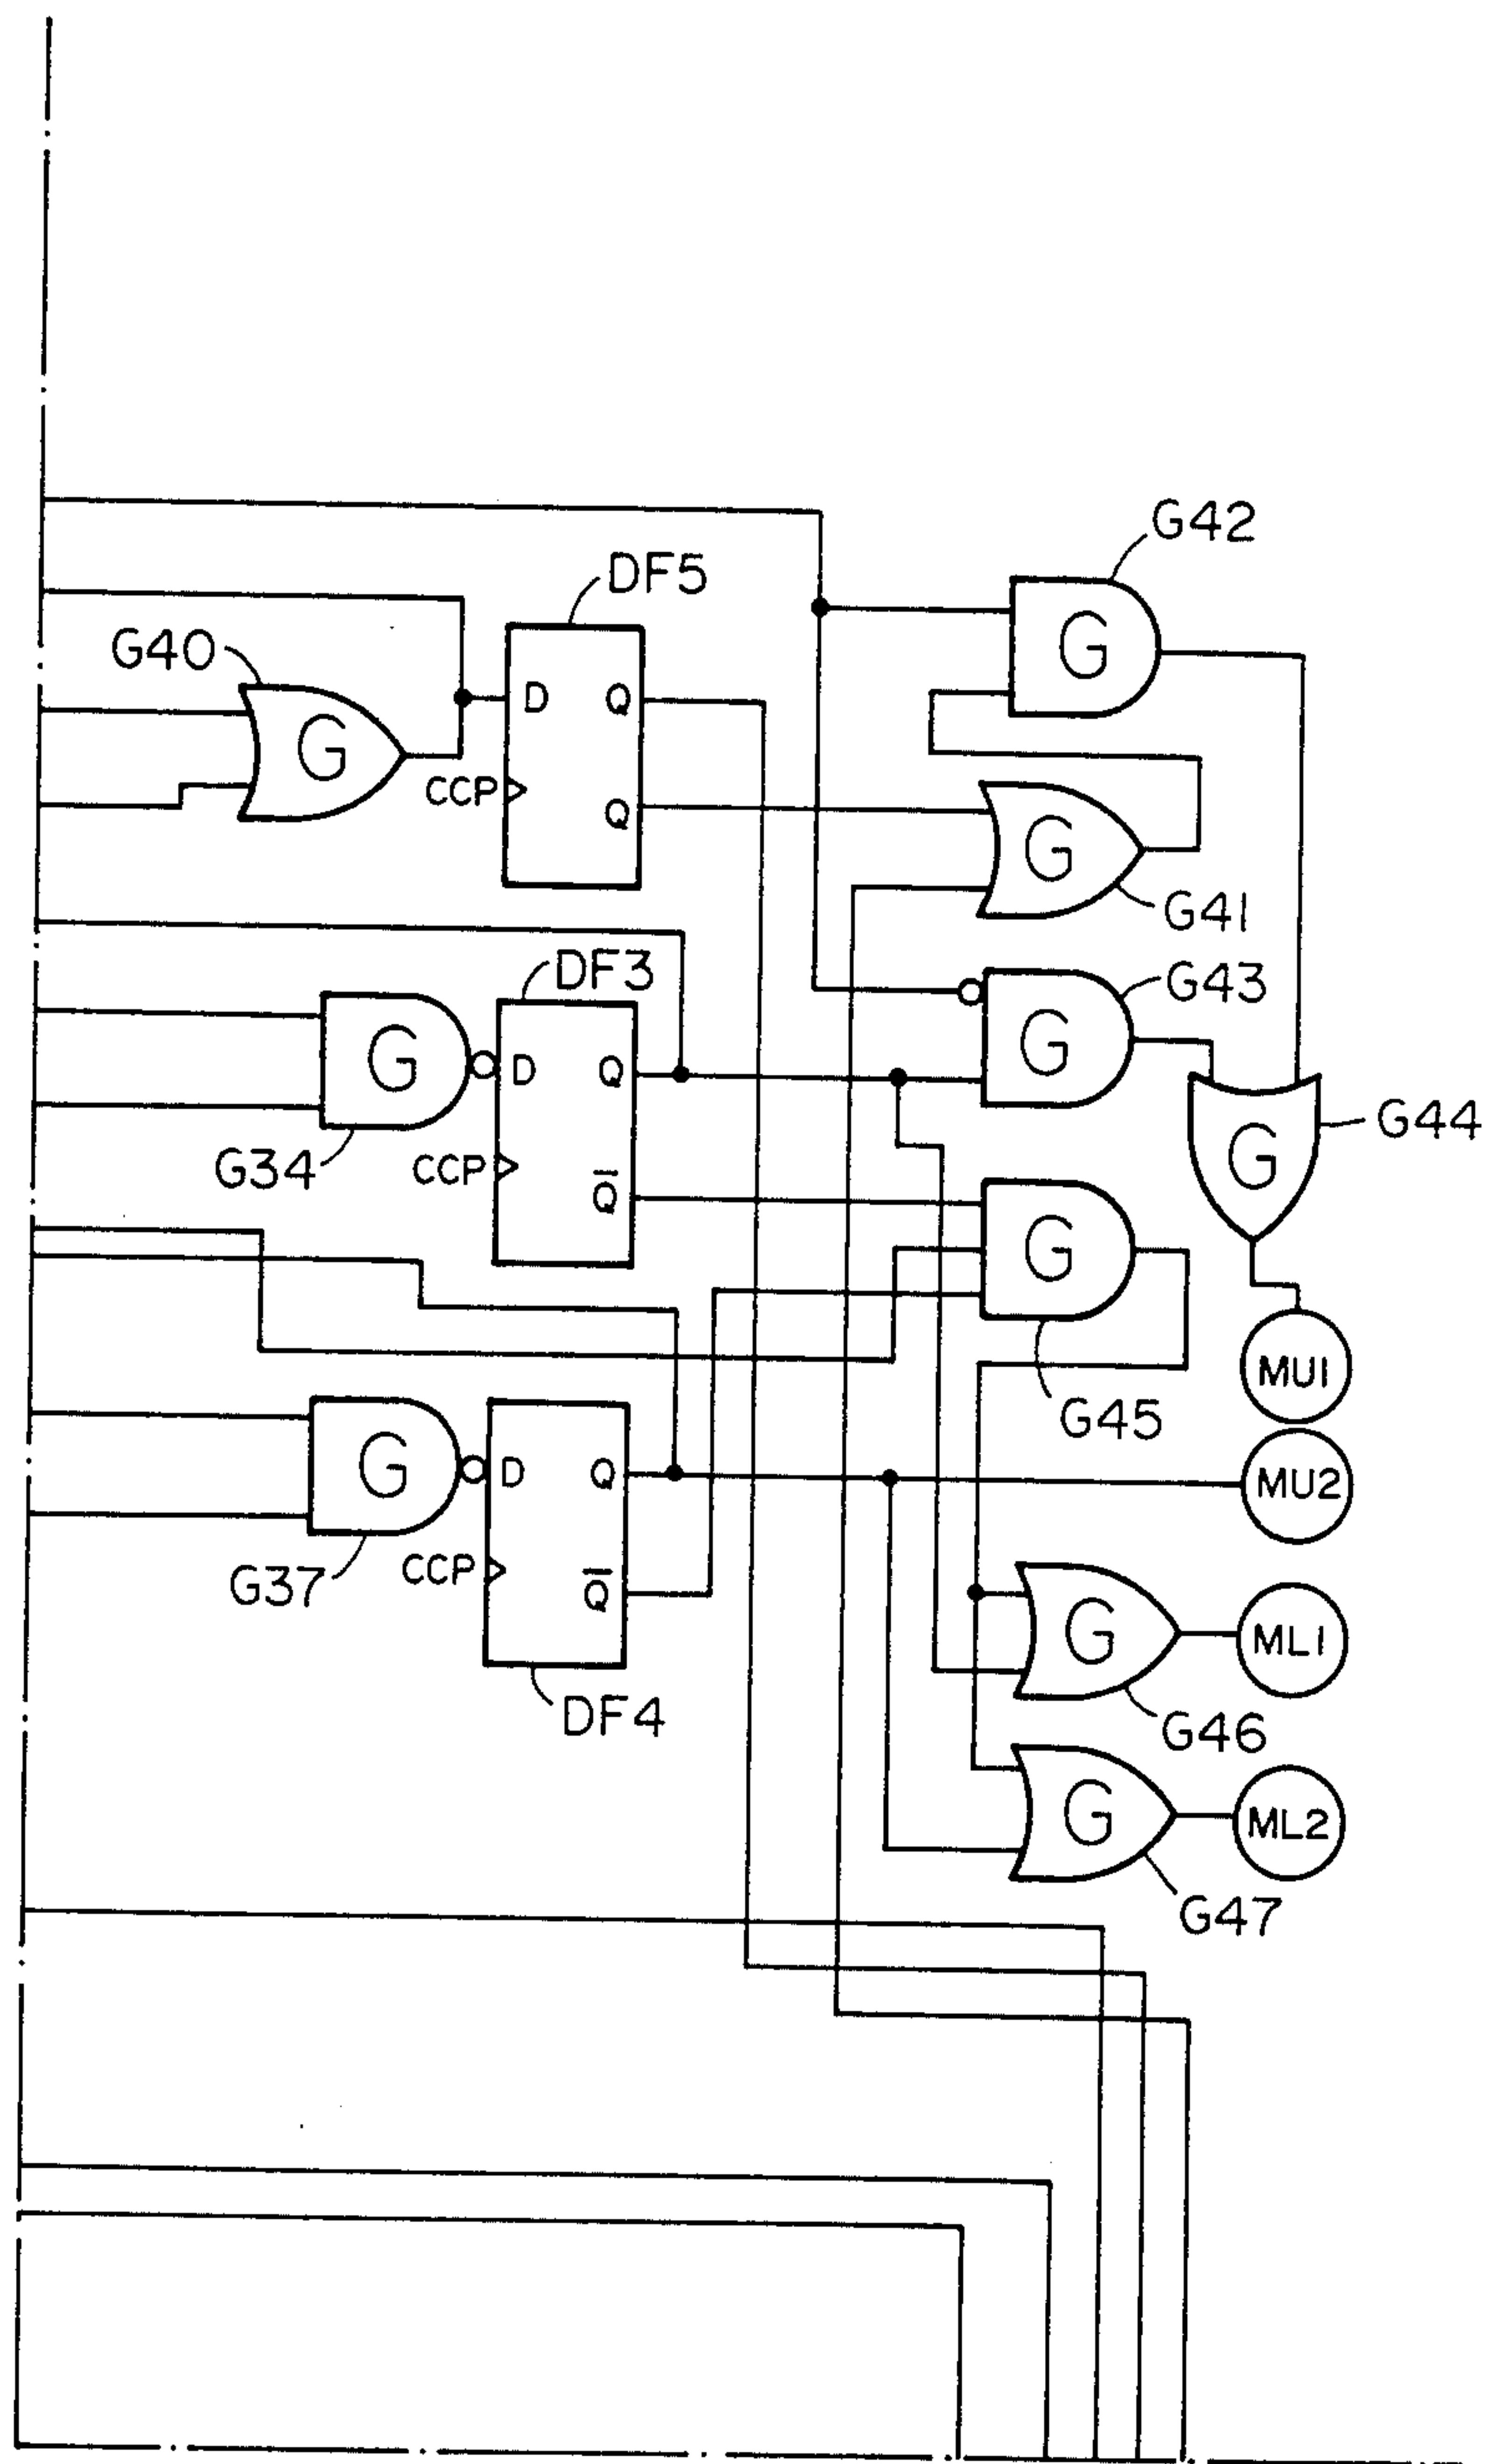 G42
DF5
G
G40
D Q
G
CCP
Q
G
G41
DF3
G43
G
D Q
G
G44
G
G34
CCP
Q̅
G
MU1
G45
G
D Q
MU2
G37
CCP
Q̅
G
ML1
DF4
G46
G
ML2
G47